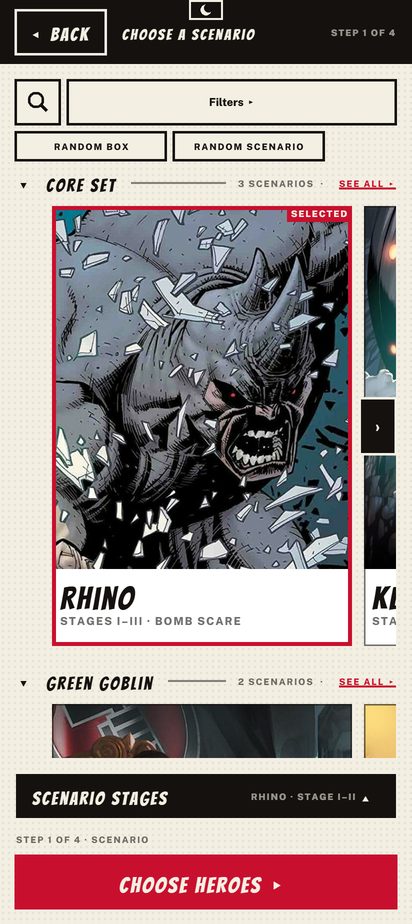 BACK
CHOOSE A SCENARIO
STEP 1 OF 4
Filters
RANDOM BOX
RANDOM SCENARIO
CORE SET
3 SCENARIOS ·
SEE ALL
SELECTED
RHINO
STAGES I–III · BOMB SCARE
GREEN GOBLIN
2 SCENARIOS ·
SEE ALL
SCENARIO STAGES
RHINO · STAGE I–II
STEP 1 OF 4 · SCENARIO
CHOOSE HEROES